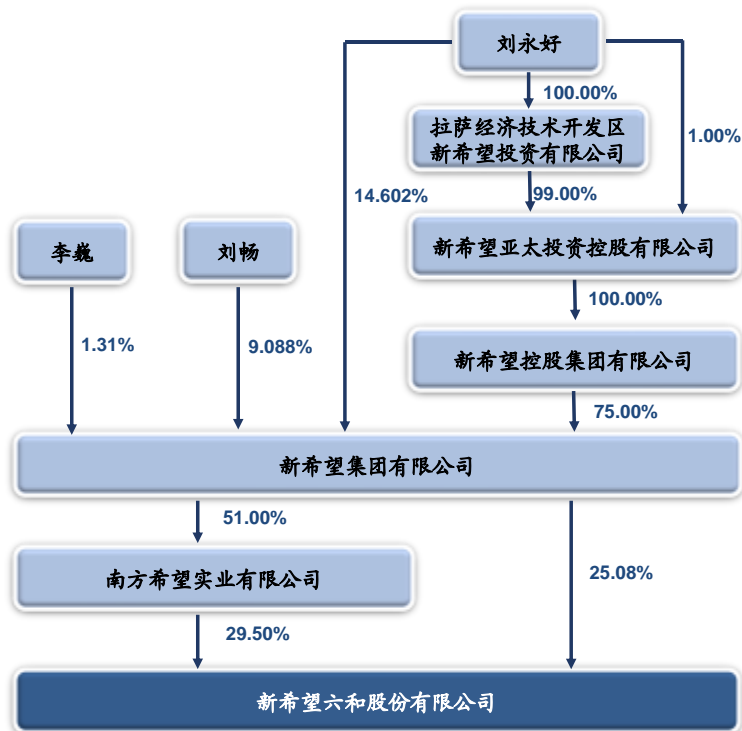 刘永好
100.00%
拉萨经济技术开发区
新希望投资有限公司
1.00%
14.602%
99.00%
李巍
刘畅
新希望亚太投资控股有限公司
100.00%
1.31%
9.088%
新希望控股集团有限公司
75.00%
新希望集团有限公司
51.00%
南方希望实业有限公司
25.08%
29.50%
新希望六和股份有限公司